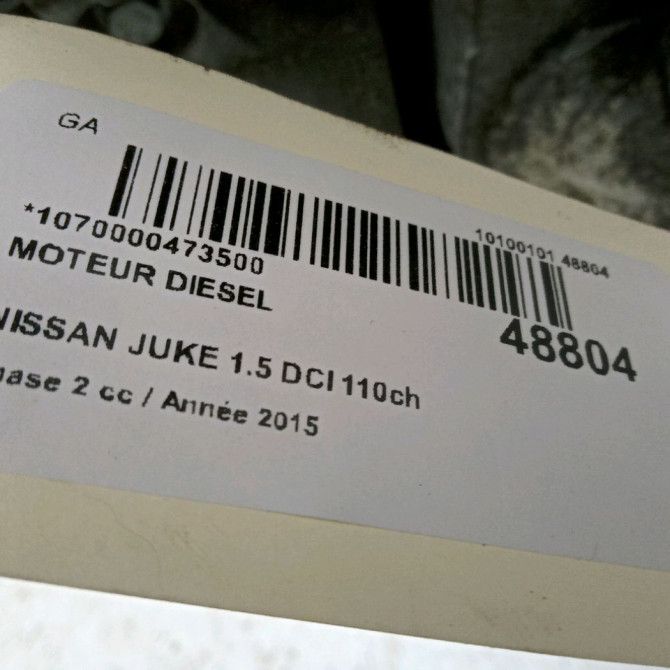 GA
*1070000473500
10100101 48804
MOTEUR DIESEL
48804
NISSAN JUKE 1.5 DCI 110ch
2 cc / Année 2015